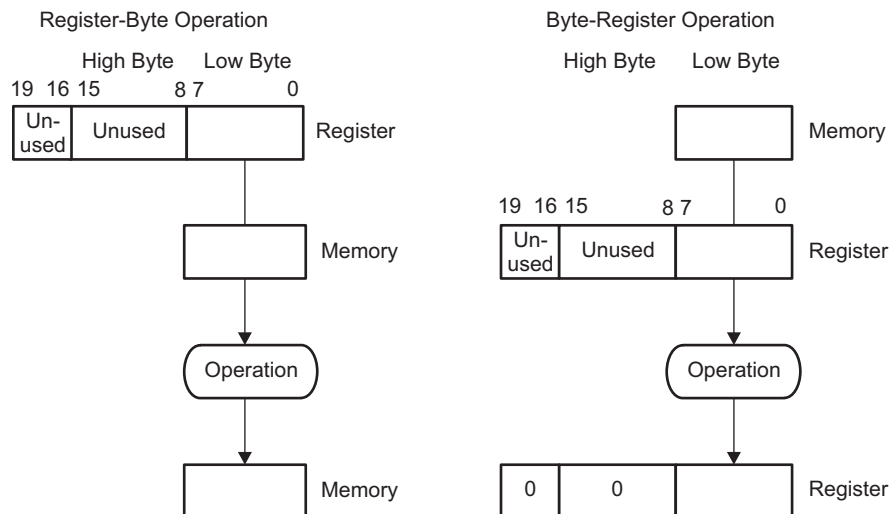 Register-Byte Operation
High Byte Low Byte
19 16 15 8 7 0
Un-
used
Unused
Register
Memory
Operation
Memory
Byte-Register Operation
High Byte Low Byte
Memory
19 16 15 8 7 0
Un-
used
Unused
Register
Operation
0 0 Register